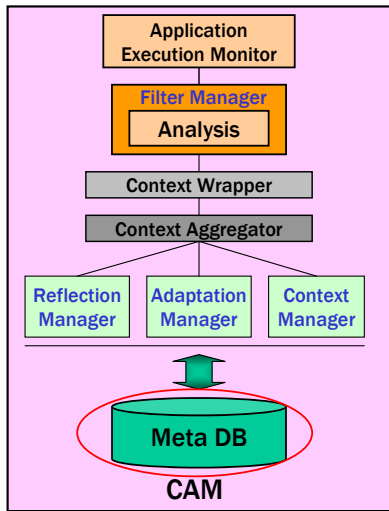 Application
Execution Monitor
Filter Manager
Analysis
Context Wrapper
Context Aggregator
Reflection Manager
Adaptation Manager
Context Manager
Meta DB
CAM